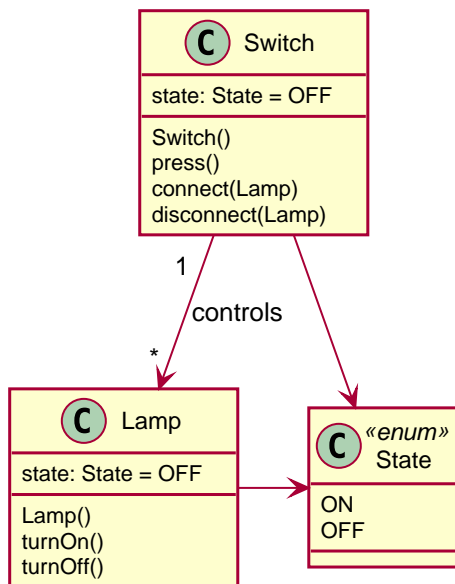 C Switch
state: State = OFF
Switch()
press()
connect(Lamp)
disconnect(Lamp)
1
controls
*
C Lamp
state: State = OFF
Lamp()
turnOn()
turnOff()
C «enum»
State
ON
OFF